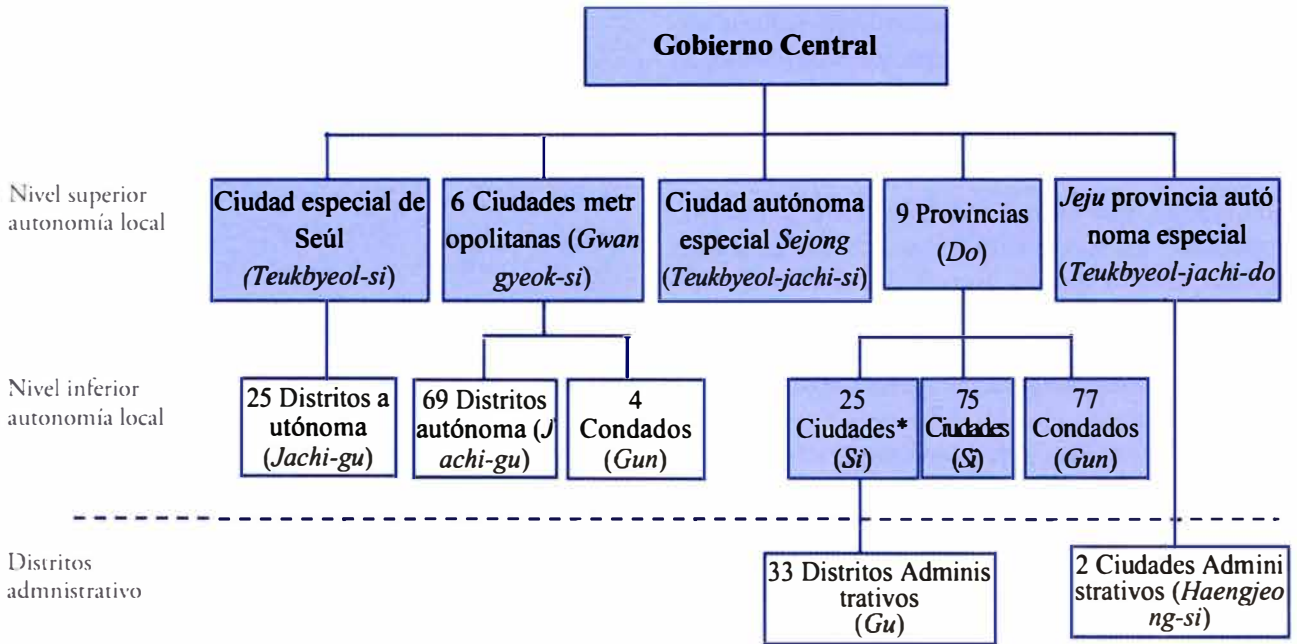 Gobierno Central
Nivel superior
autonomía local
Ciudad especial de
Seúl
(Teukbyeol-si)
6 Ciudades metr
opolitanas (Gwan
gyeok-si)
Ciudad autónoma
especial Sejong
(Teukbyeol-jachi-si)
9 Provincias
(Do)
Jeju provincia autó
noma especial
(Teukbyeol-jachi-do
Nivel inferior
autonomía local
25 Distritos a
utónoma
(Jachi-gu)
69 Distritos
autónoma (J
achi-gu)
4
Condados
(Gun)
25
Ciudades*
(Si)
75
Ciudades
(Si)
77
Condados
(Gun)
Distritos
admnistrativo
33 Distritos Adminis
trativos
(Gu)
2 Ciudades Admini
strativos (Haengjeo
ng-si)